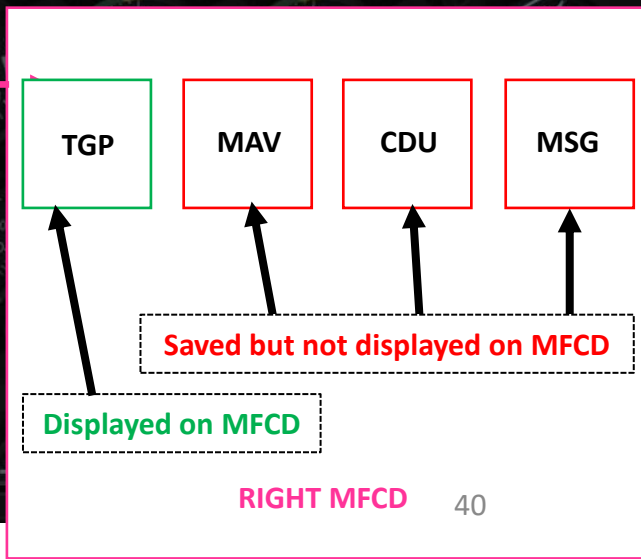 TGP MAV CDU MSG
Saved but not displayed on MFCD
Displayed on MFCD
RIGHT MFCD 40